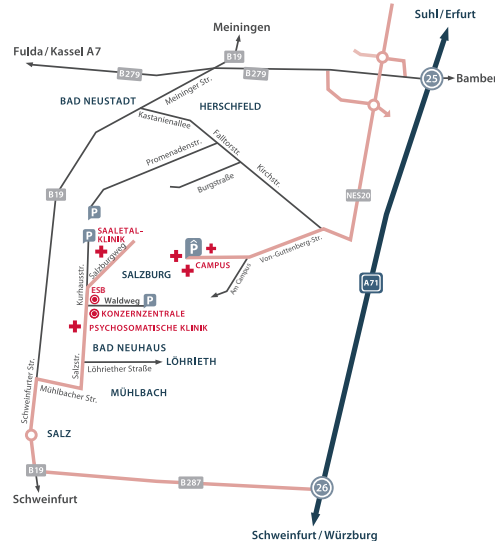 Suhl/Erfurt
Meiningen
Fulda/Kassel A7
B19
B279
B279
25
Bamber
Meininger Str.
BAD NEUSTADT
HERSCHFELD
Kastanienallee
Falltorstr.
Promenadenstr.
Kirchstr
Burgstraße
B19
NES20
P
P
SAALETAL-
KLINIK
Salzburgweg
P
CAMPUS
Von-Guttenberg-Str.
SALZBURG
Am Campus
Kurhausstr.
A71
ESB
Waldweg
P
KONZERNZENTRALE
PSYCHOSOMATISCHE KLINIK
BAD NEUHAUS
LÖHRIETH
Löhriether Straße
Salzstr.
Schweinfurter Str.
Mühlbacher Str.
MÜHLBACH
SALZ
B19
B287
26
Schweinfurt
Schweinfurt/Würzburg